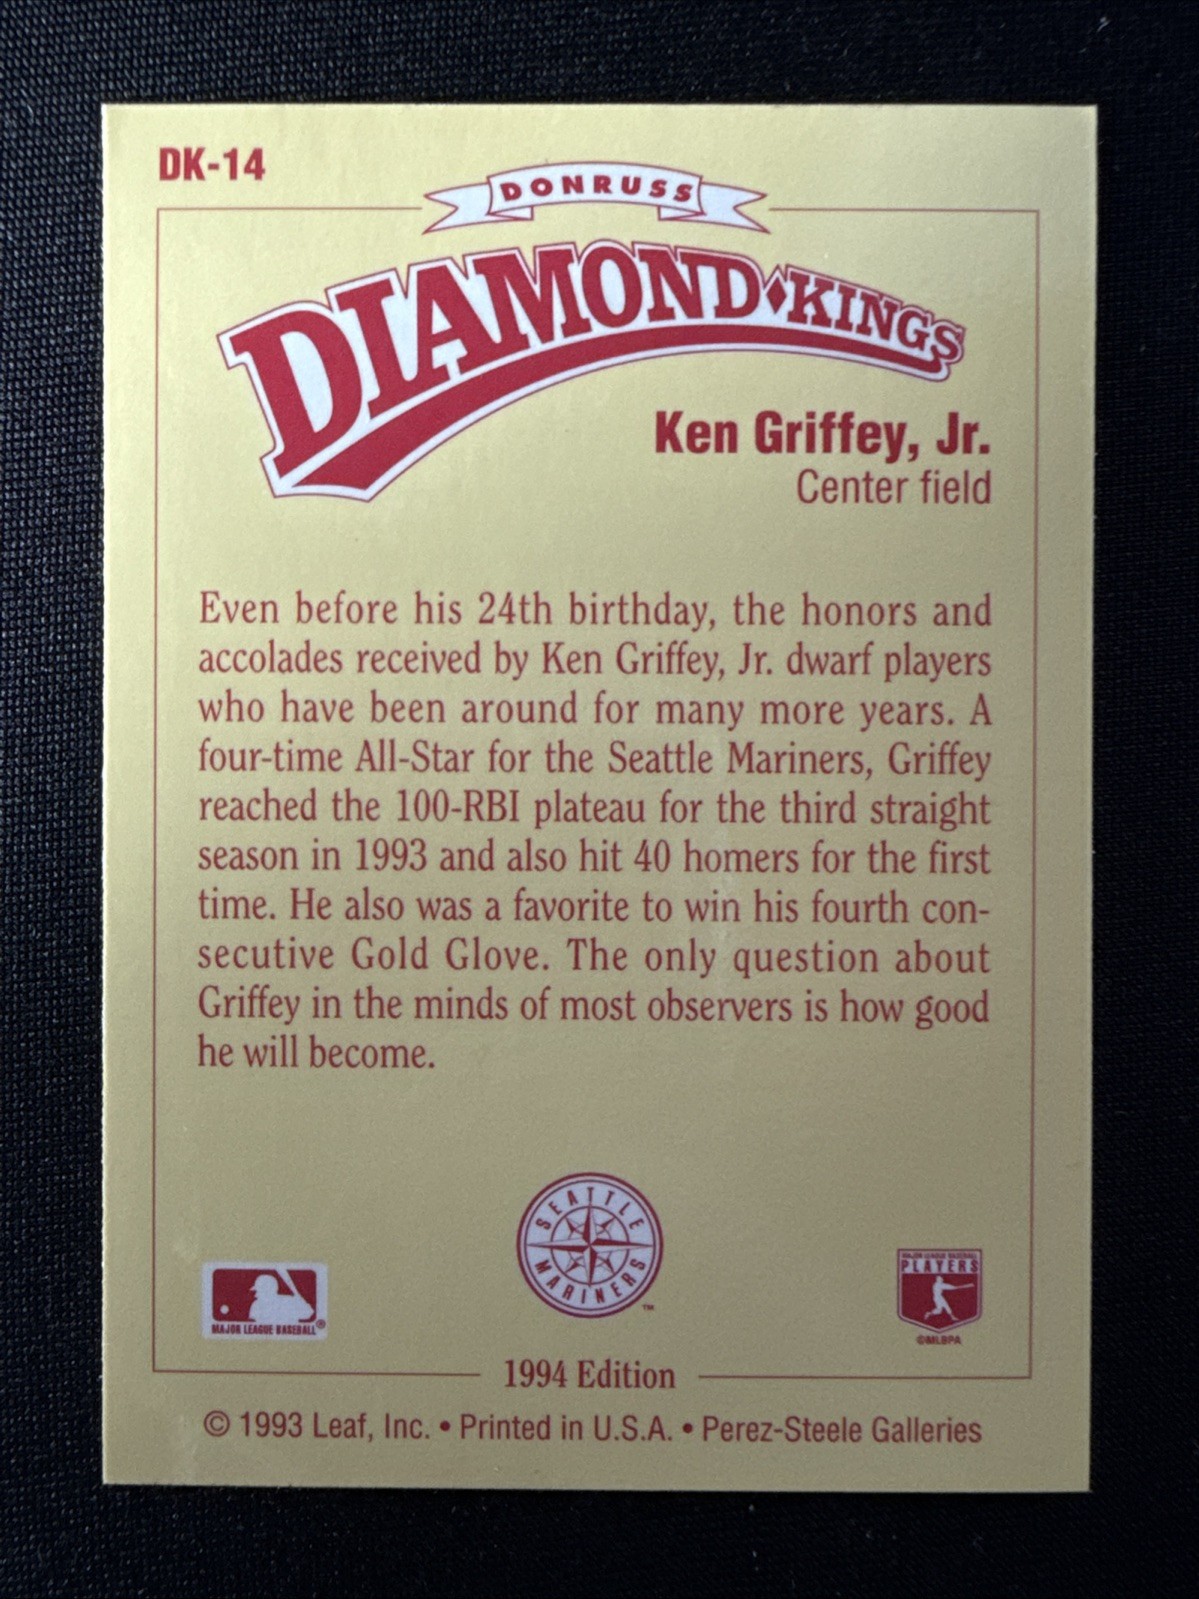 DK-14
DONRUSS
DIAMOND♦KINGS
Ken Griffey, Jr.
Center field
Even before his 24th birthday, the honors and
accolades received by Ken Griffey, Jr. dwarf players
who have been around for many more years. A
four-time All-Star for the Seattle Mariners, Griffey
reached the 100-RBI plateau for the third straight
season in 1993 and also hit 40 homers for the first
time. He also was a favorite to win his fourth con-
secutive Gold Glove. The only question about
Griffey in the minds of most observers is how good
he will become.
SEATTLE
MARINERS
™
MAJOR LEAGUE BASEBALL®
MAJOR LEAGUE BASEBALL
PLAYERS
©MLBPA
1994 Edition
© 1993 Leaf, Inc. • Printed in U.S.A. • Perez-Steele Galleries